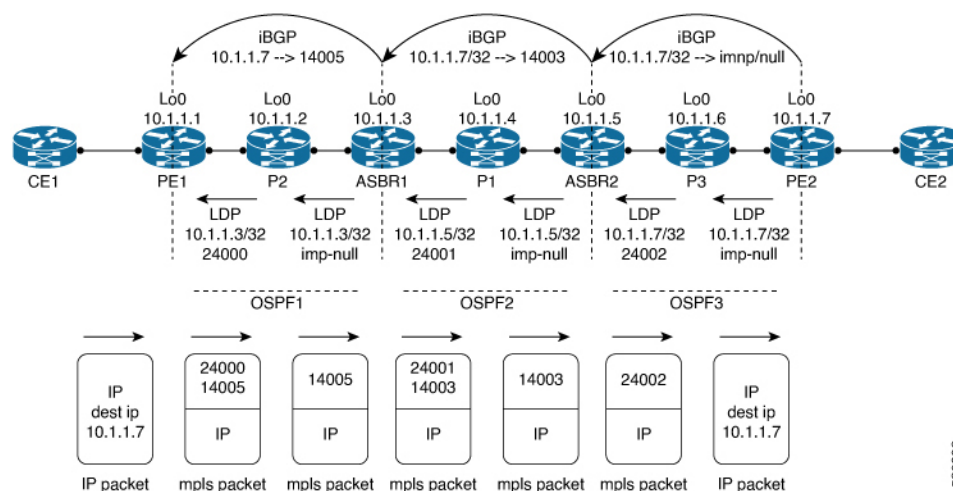 iBGP
10.1.1.7 --> 14005
iBGP
10.1.1.7/32 --> 14003
iBGP
10.1.1.7/32 --> imnp/null
Lo0
10.1.1.1
Lo0
10.1.1.2
Lo0
10.1.1.3
Lo0
10.1.1.4
Lo0
10.1.1.5
Lo0
10.1.1.6
Lo0
10.1.1.7
CE1
PE1
P2
ASBR1
P1
ASBR2
P3
PE2
CE2
LDP
10.1.1.3/32
24000
LDP
10.1.1.3/32
imp-null
LDP
10.1.1.5/32
24001
LDP
10.1.1.5/32
imp-null
LDP
10.1.1.7/32
24002
LDP
10.1.1.7/32
imp-null
OSPF1
OSPF2
OSPF3
IP
dest ip
10.1.1.7
IP packet
24000
14005
IP
mpls packet
14005
IP
mpls packet
24001
14003
IP
mpls packet
14003
IP
mpls packet
24002
IP
mpls packet
IP
dest ip
10.1.1.7
IP packet